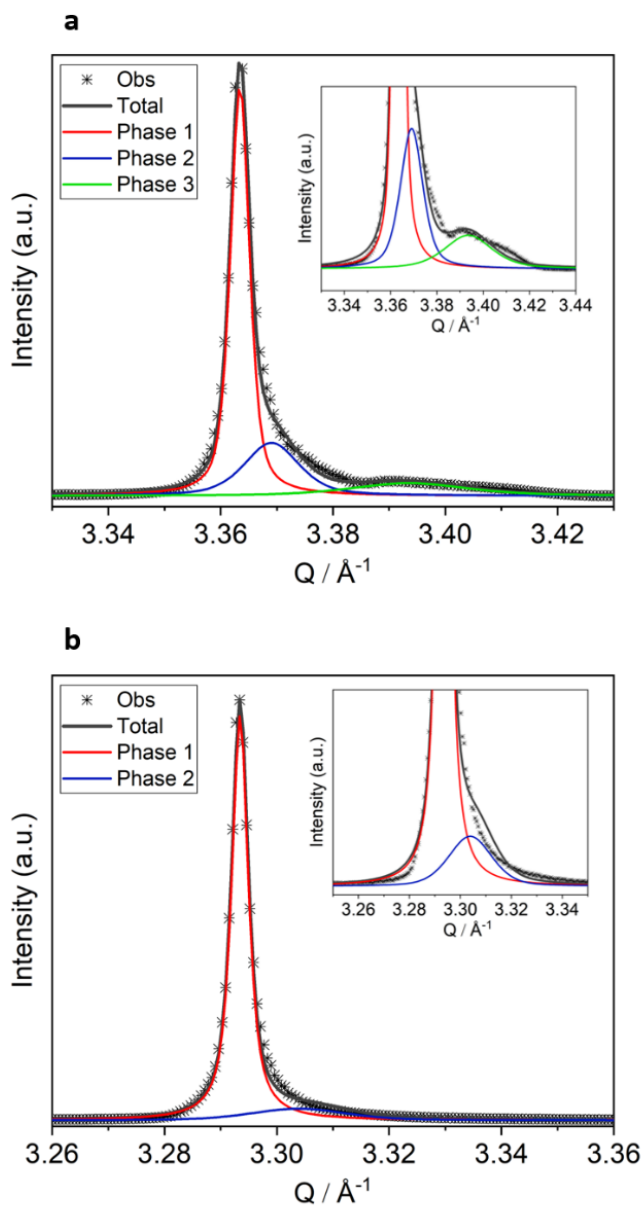 a
Obs
Total
Phase 1
Phase 2
Phase 3
Intensity (a.u.)
Intensity (a.u.)
3.34 3.36 3.38 3.40 3.42 3.44
Q / Å-1
3.34 3.36 3.38 3.40 3.42
Q / Å-1
b
Obs
Total
Phase 1
Phase 2
Intensity (a.u.)
Intensity (a.u.)
3.26 3.28 3.30 3.32 3.34
Q / Å-1
3.26 3.28 3.30 3.32 3.34 3.36
Q / Å-1